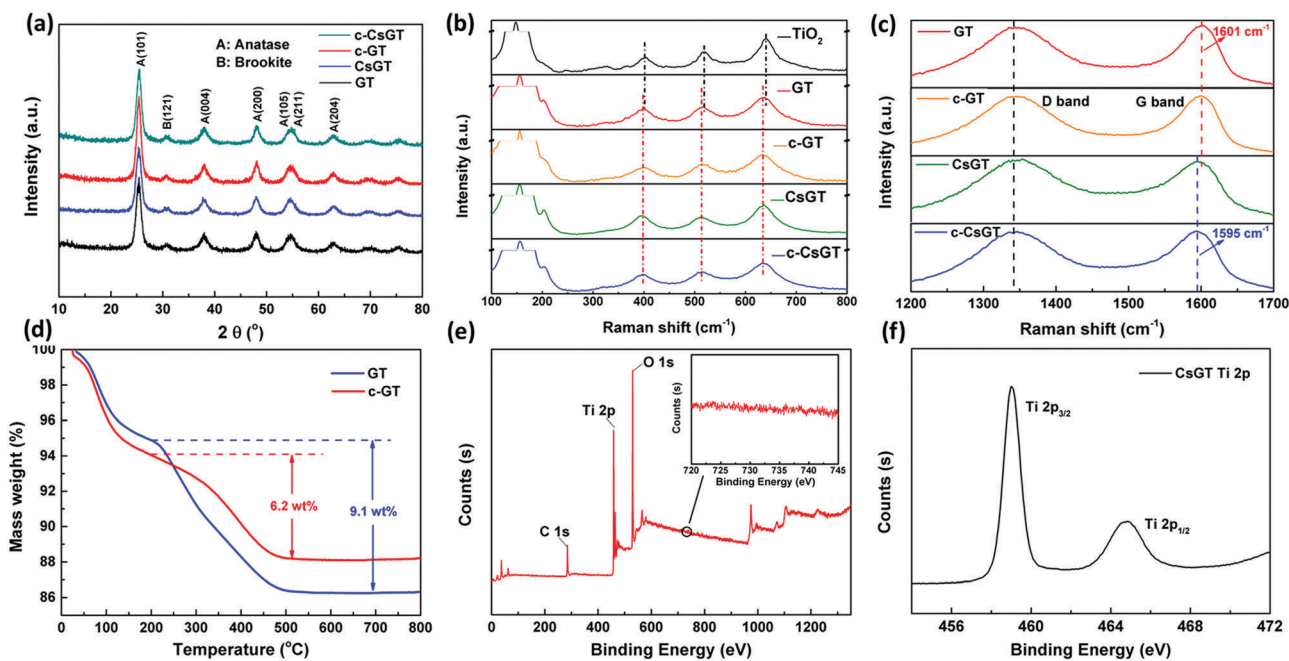 (a)
A: Anatase
B: Brookite
c-CsGT
c-GT
CsGT
GT
A(101)
B(121)
A(004)
A(200)
A(105)
A(211)
A(204)
Intensity (a.u.)
10 20 30 40 50 60 70 80
2 θ (°)
(b)
TiO2
GT
c-GT
CsGT
c-CsGT
Intensity (a.u.)
100 200 300 400 500 600 700 800
Raman shift (cm⁻¹)
(c)
GT
1601 cm⁻¹
c-GT
D band
G band
CsGT
c-CsGT
1595 cm⁻¹
Intensity (a.u.)
1200 1300 1400 1500 1600 1700
Raman shift (cm⁻¹)
(d)
GT
c-GT
6.2 wt%
9.1 wt%
Mass weight (%)
100
98
96
94
92
90
88
86
0 100 200 300 400 500 600 700 800
Temperature (°C)
(e)
O 1s
Ti 2p
C 1s
Counts (s)
720 725 730 735 740 745
Binding Energy (eV)
Counts (s)
0 200 400 600 800 1000 1200
Binding Energy (eV)
(f)
CsGT Ti 2p
Ti 2p3/2
Ti 2p1/2
Counts (s)
456 460 464 468 472
Binding Energy (eV)